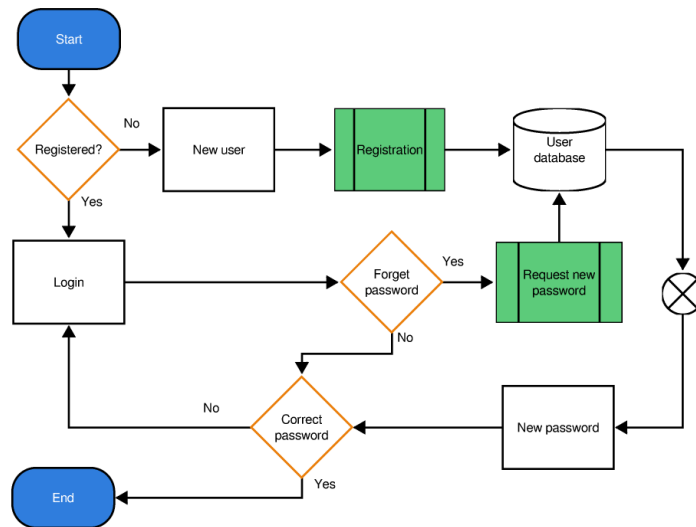 Start
Registered?
No
New user
Registration
User
database
Yes
Login
Forget
password
Yes
Request new
password
No
Correct
password
No
New password
Yes
End